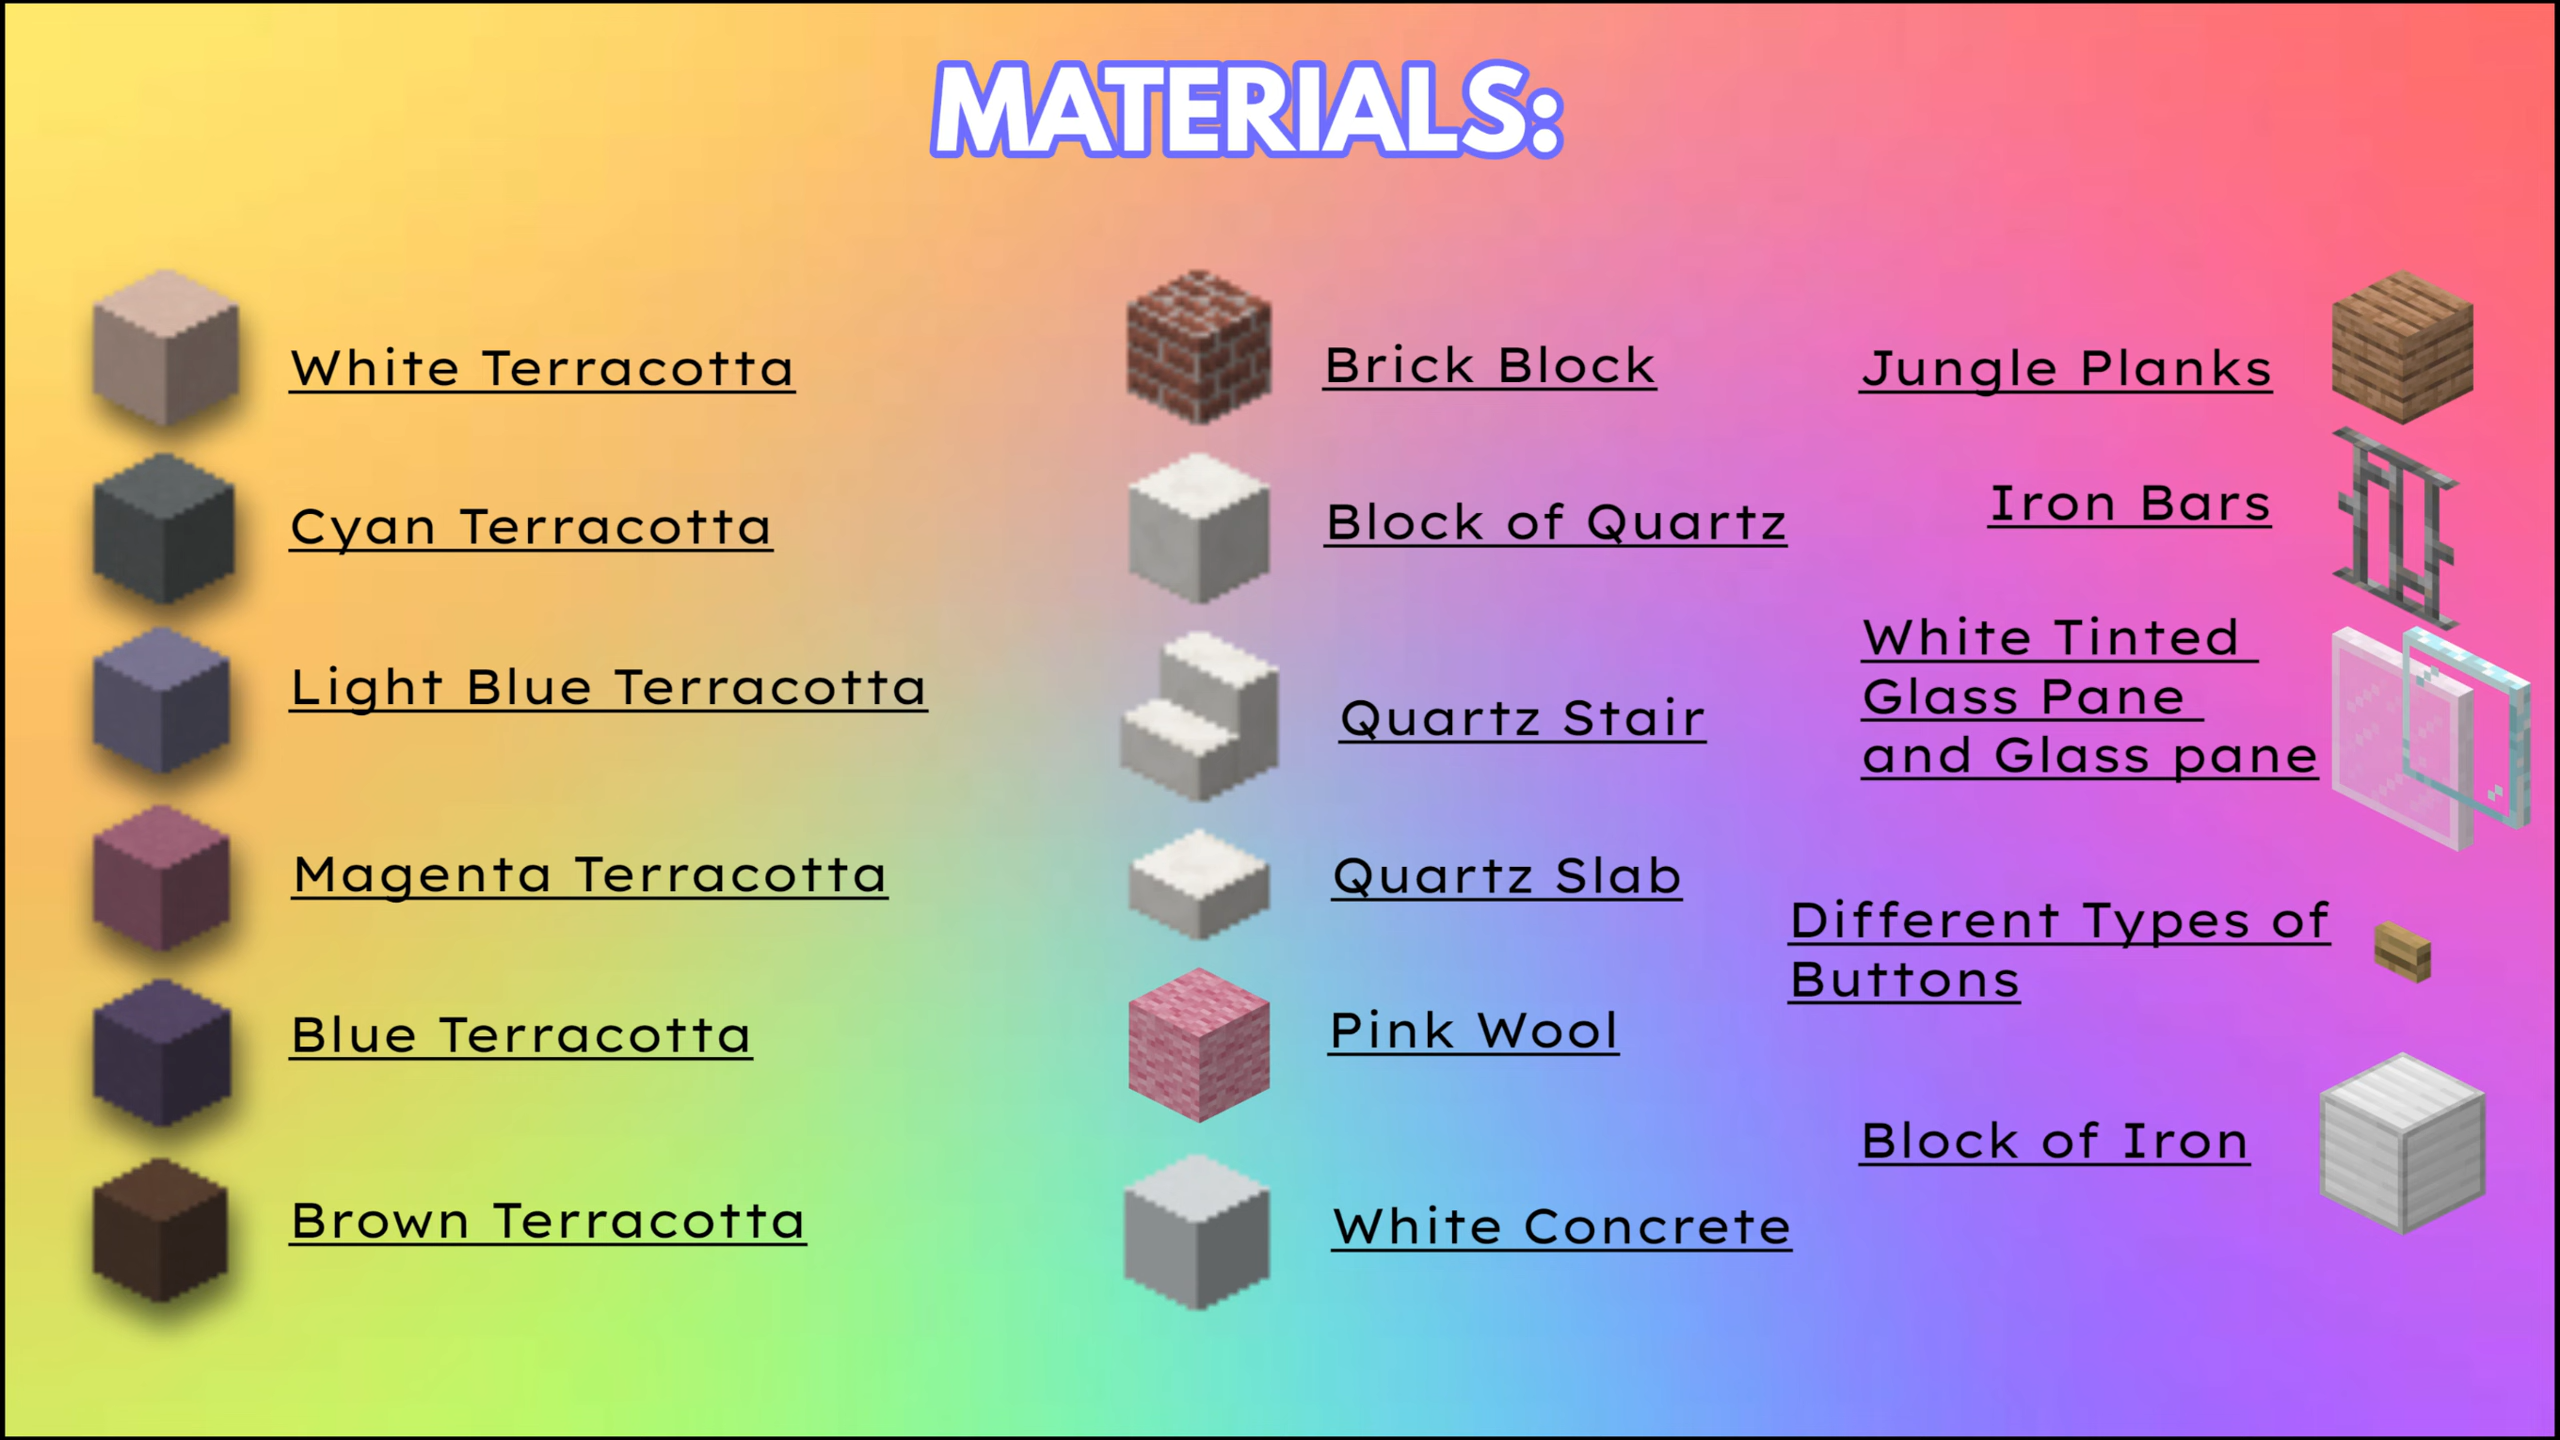 MATERIALS:
White Terracotta
Cyan Terracotta
Light Blue Terracotta
Magenta Terracotta
Blue Terracotta
Brown Terracotta
Brick Block
Block of Quartz
Quartz Stair
Quartz Slab
Pink Wool
White Concrete
Jungle Planks
Iron Bars
White Tinted
Glass Pane
and Glass pane
Different Types of
Buttons
Block of Iron